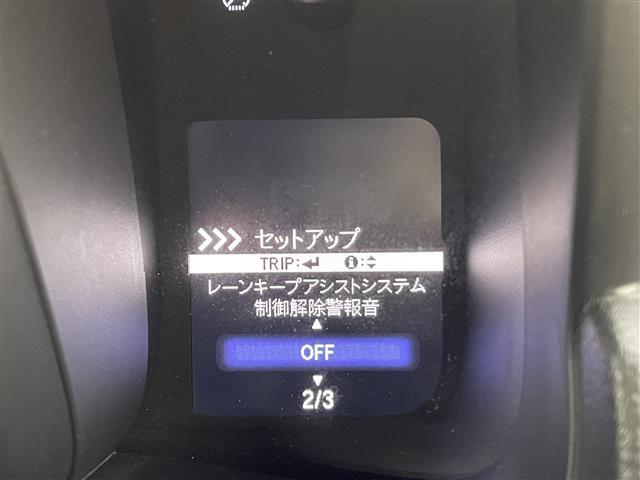 >>> セットアップ
TRIP:↵ i:◆
レーンキープアシストシステム
制御解除警報音
▲
OFF
▼
2/3